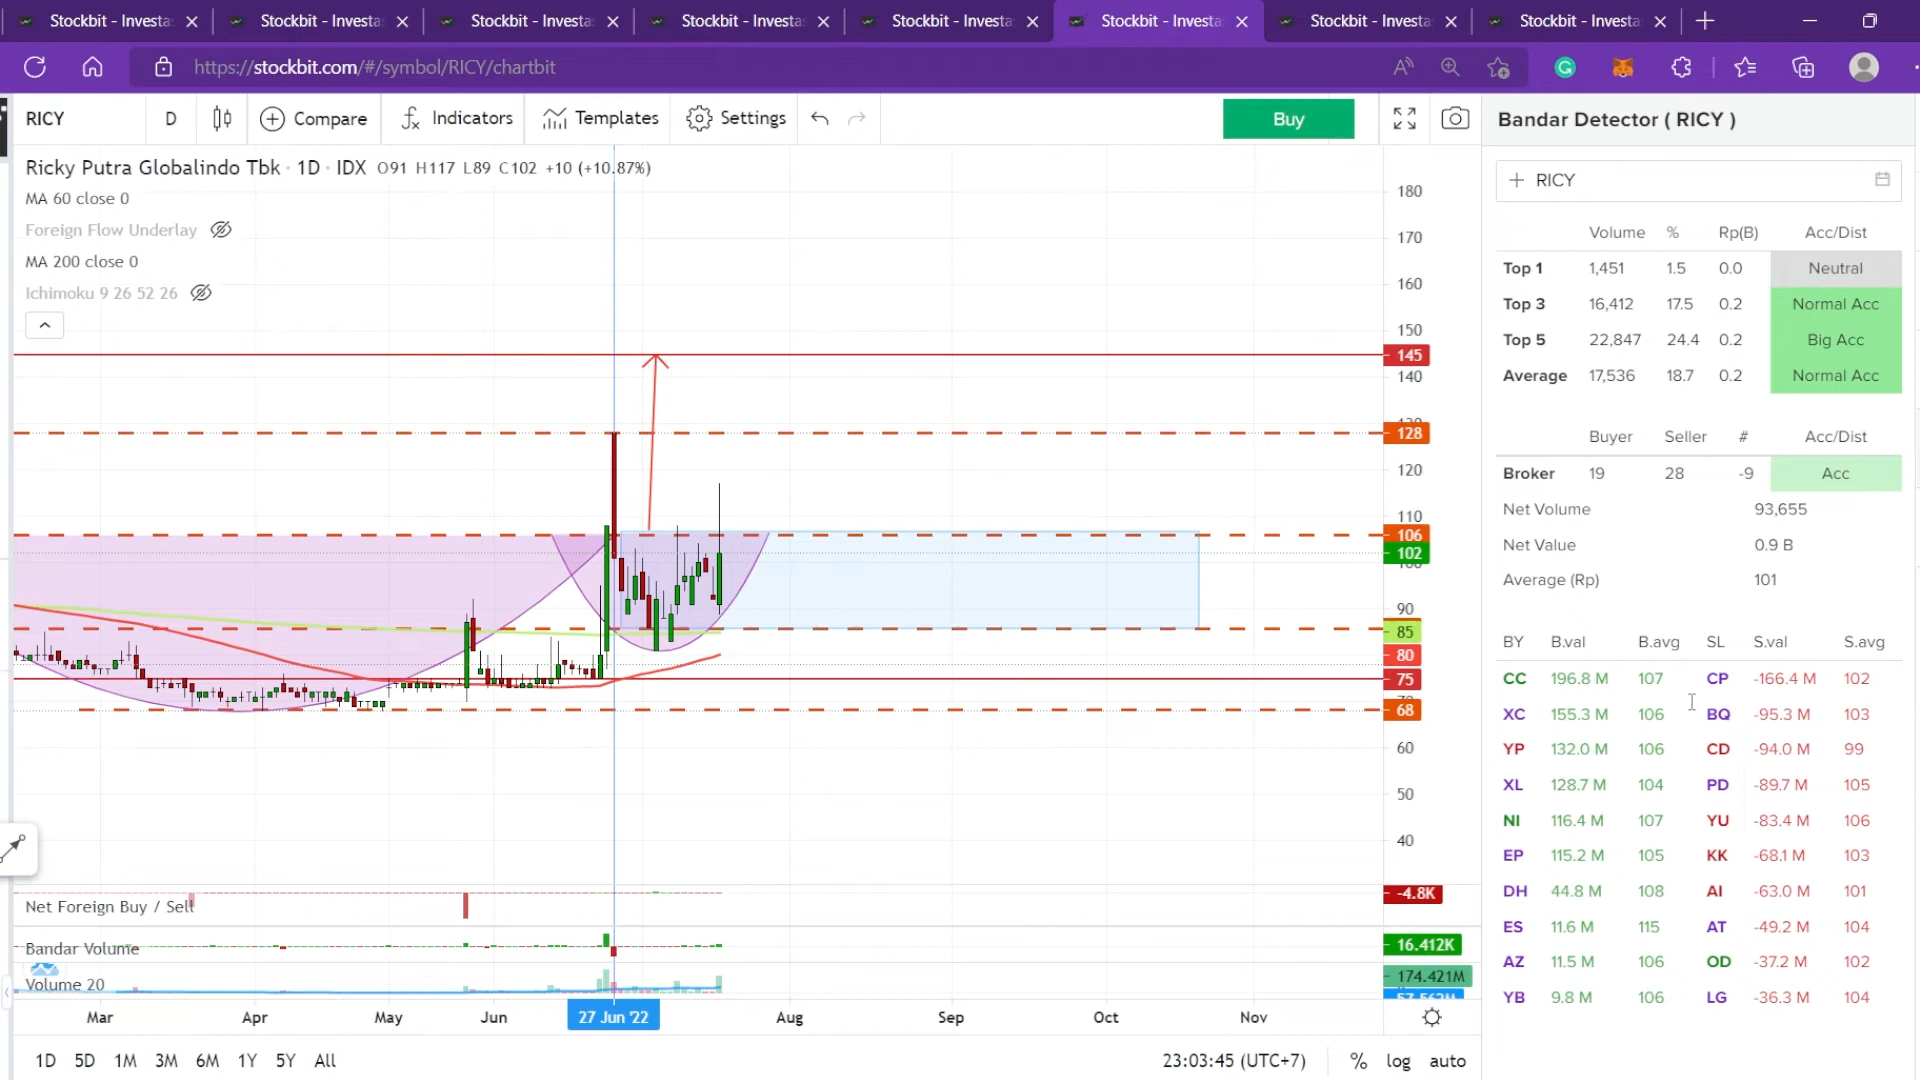 Stockbit - Investas Stockbit - Investas Stockbit - Investas Stockbit - Investas Stockbit - Investas Stockbit - Investas Stockbit - Investas Stockbit - Investas
https://stockbit.com/#/symbol/RICY/chartbit
RICY D Compare Indicators Templates Settings Buy
Ricky Putra Globalindo Tbk · 1D · IDX O91 H117 L89 C102 +10 (+10.87%)
MA 60 close 0
Foreign Flow Underlay
MA 200 close 0
Ichimoku 9 26 52 26
180
170
160
150
145
140
128
120
110
106
102
90
85
80
75
68
60
50
40
Net Foreign Buy / Sell -4.8K
Bandar Volume 16.412K
Volume 20 174.421M
Mar Apr May Jun 27 Jun '22 Aug Sep Oct Nov
1D 5D 1M 3M 6M 1Y 5Y All 23:03:45 (UTC+7) % log auto
Bandar Detector ( RICY )
RICY
Volume % Rp(B) Acc/Dist
Top 1 1,451 1.5 0.0 Neutral
Top 3 16,412 17.5 0.2 Normal Acc
Top 5 22,847 24.4 0.2 Big Acc
Average 17,536 18.7 0.2 Normal Acc
Buyer Seller # Acc/Dist
Broker 19 28 -9 Acc
Net Volume 93,655
Net Value 0.9 B
Average (Rp) 101
BY B.val B.avg SL S.val S.avg
CC 196.8 M 107 CP -166.4 M 102
XC 155.3 M 106 BQ -95.3 M 103
YP 132.0 M 106 CD -94.0 M 99
XL 128.7 M 104 PD -89.7 M 105
NI 116.4 M 107 YU -83.4 M 106
EP 115.2 M 105 KK -68.1 M 103
DH 44.8 M 108 AI -63.0 M 101
ES 11.6 M 115 AT -49.2 M 104
AZ 11.5 M 106 OD -37.2 M 102
YB 9.8 M 106 LG -36.3 M 104